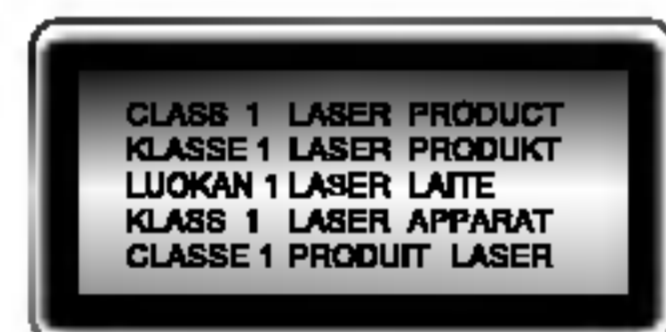 CLASS 1 LASER PRODUCT
KLASSE 1 LASER PRODUKT
LUOKAN 1 LASER LAITE
KLASS 1 LASER APPARAT
CLASSE 1 PRODUIT LASER